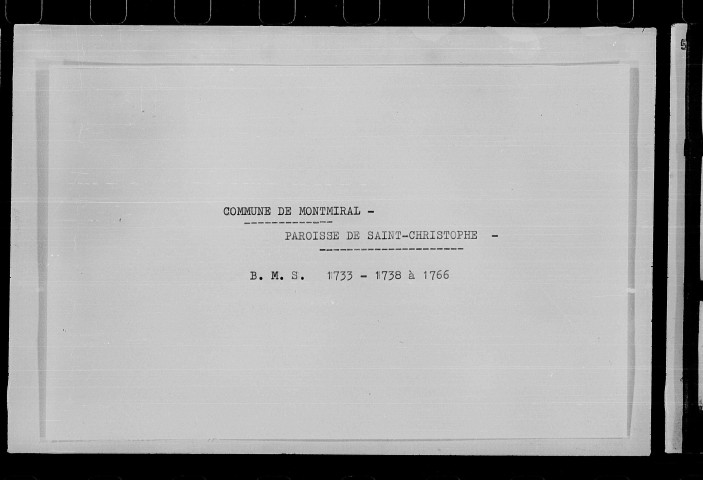 COMMUNE DE MONTMIRAL -
PAROISSE DE SAINT-CHRISTOPHE -
B. M. S. 1733 - 1738 à 1766